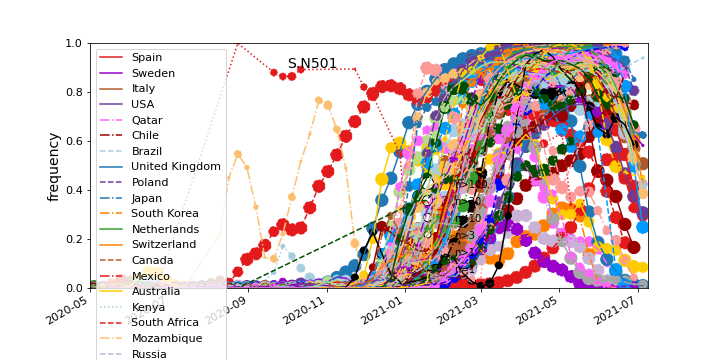 S.N501
frequency
1.0
0.8
0.6
0.4
0.2
0.0
Spain
Sweden
Italy
USA
Qatar
Chile
Brazil
United Kingdom
Poland
Japan
South Korea
Netherlands
Switzerland
Canada
Mexico
Australia
Kenya
South Africa
Mozambique
Russia
n>100
2020-05
2020-09
2020-11
2021-01
2021-03
2021-05
2021-07